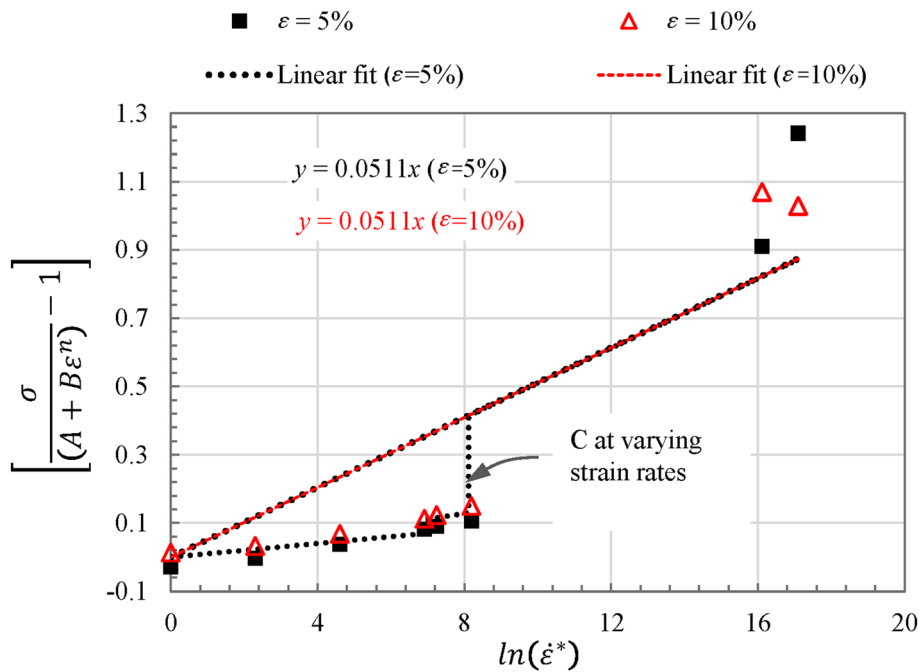 ε = 5%
ε = 10%
Linear fit (ε=5%)
Linear fit (ε=10%)
1.3
1.1
0.9
0.7
0.5
0.3
0.1
-0.1
y = 0.0511x (ε=5%)
y = 0.0511x (ε=10%)
C at varying
strain rates
[σ/(A + Bεⁿ) − 1]
0
4
8
12
16
20
ln(ε̇*)